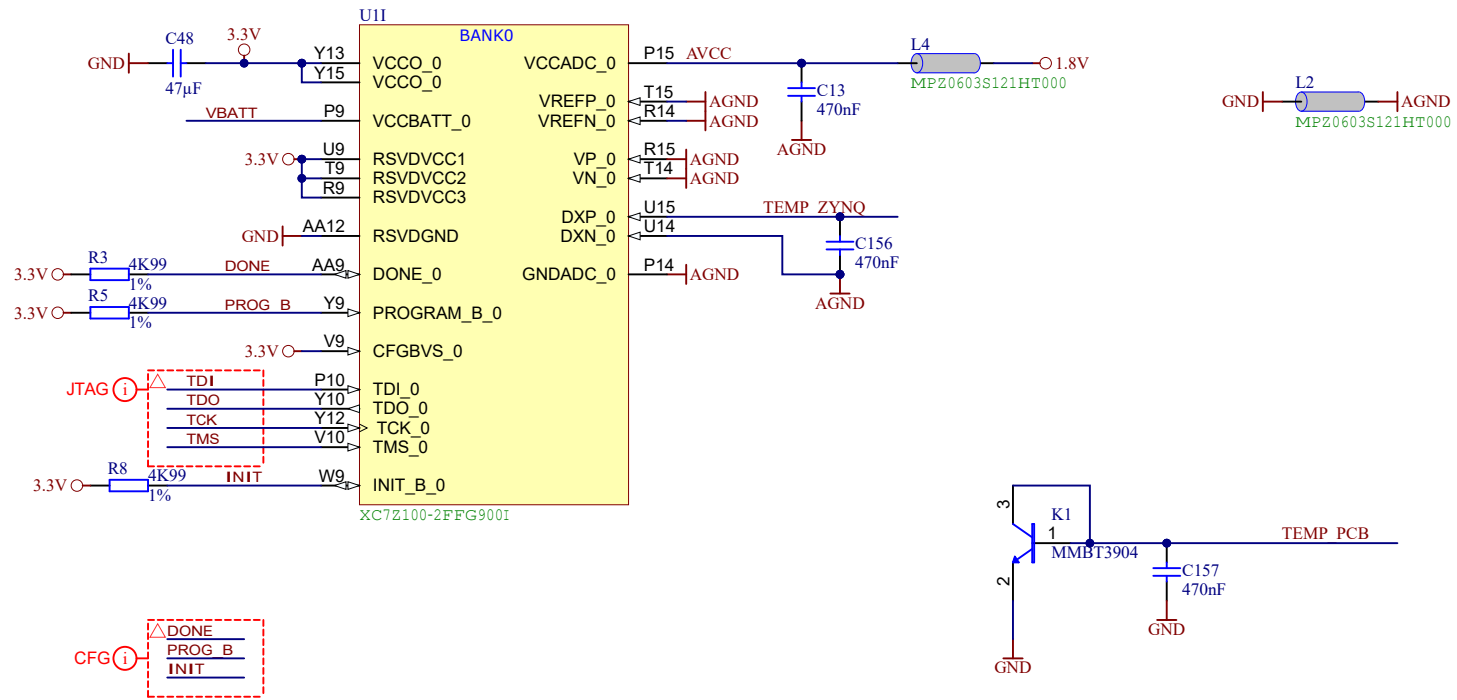 U1I
BANK0
3.3V
C48
GND
47µF
Y13
VCCO_0
Y15
VCCO_0
VBATT
P9
VCCBATT_0
3.3V
U9
RSVDVCC1
T9
RSVDVCC2
R9
RSVDVCC3
GND
AA12
RSVDGND
R3
3.3V
4K99
1%
DONE
AA9
DONE_0
R5
3.3V
4K99
1%
PROG_B
Y9
PROGRAM_B_0
3.3V
V9
CFGBVS_0
JTAG
i
TDI
P10
TDI_0
TDO
Y10
TDO_0
TCK
Y12
TCK_0
TMS
V10
TMS_0
R8
3.3V
4K99
1%
INIT
W9
INIT_B_0
XC7Z100-2FFG900I
VCCADC_0
P15
AVCC
L4
MPZ0603S121HT000
1.8V
C13
470nF
AGND
VREFP_0
T15
AGND
VREFN_0
R14
AGND
VP_0
R15
AGND
VN_0
T14
AGND
DXP_0
U15
TEMP_ZYNQ
DXN_0
U14
C156
470nF
AGND
GNDADC_0
P14
AGND
L2
GND
AGND
MPZ0603S121HT000
3
K1
1
MMBT3904
2
GND
TEMP_PCB
C157
470nF
GND
CFG
i
DONE
PROG_B
INIT